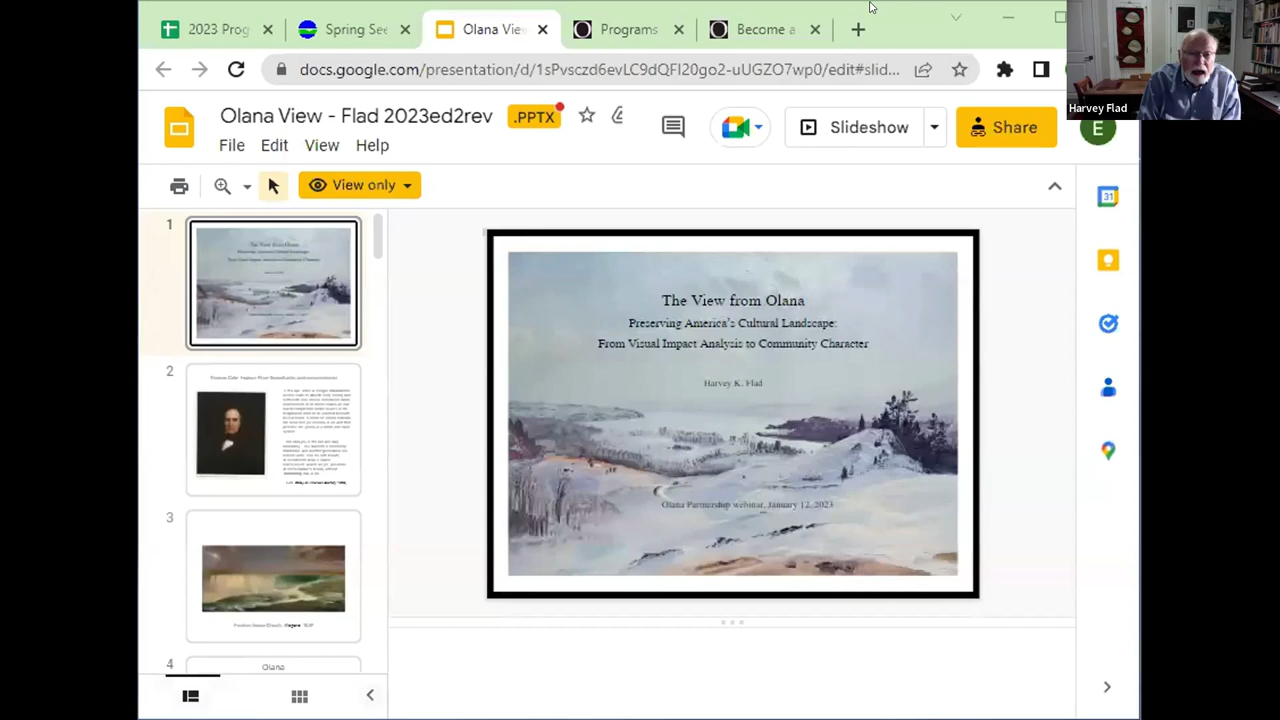 2023 Prog
Spring See
Olana Vie
Programs
Become a
docs.google.com/presentation/d/1sPvsczd6evLC9dQFI20go2-uUGZO7wp0/edit#slid...
Harvey Flad
Olana View - Flad 2023ed2rev
.PPTX
Slideshow
Share
E
File Edit View Help
View only
31
1
The View from Olana
Preserving America's Cultural Landscape:
From Visual Impact Analysis to Community Character
Harvey K. Flad
Olana Partnership webinar, January 12, 2023
2
3
4
Olana